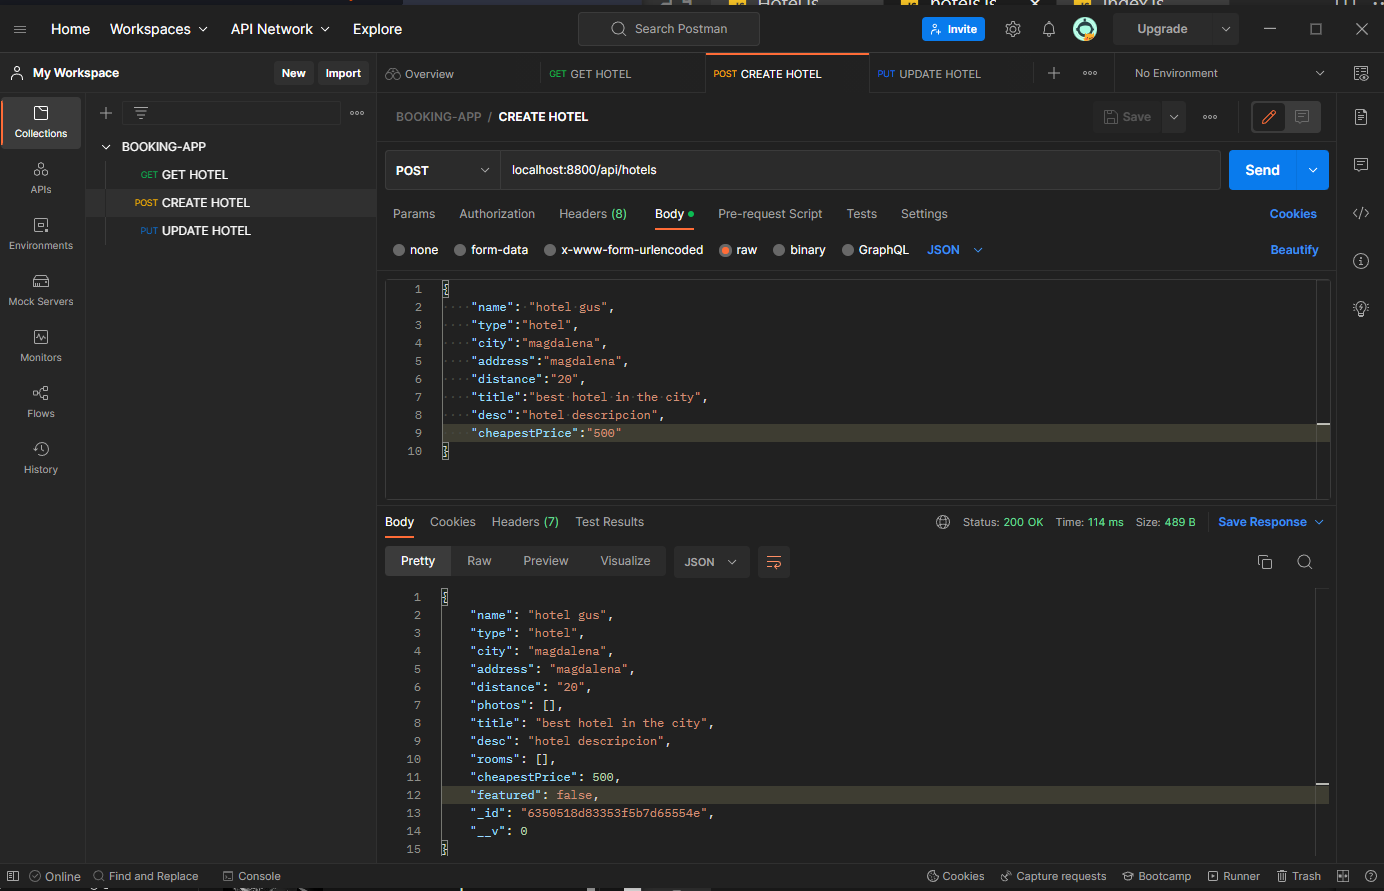 Hotel.js
hotels.js
index.js
Home
Workspaces
API Network
Explore
Search Postman
Invite
Upgrade
My Workspace
New
Import
Overview
GET GET HOTEL
POST CREATE HOTEL
PUT UPDATE HOTEL
No Environment
Collections
APIs
Environments
Mock Servers
Monitors
Flows
History
BOOKING-APP
GET GET HOTEL
POST CREATE HOTEL
PUT UPDATE HOTEL
BOOKING-APP / CREATE HOTEL
Save
POST
localhost:8800/api/hotels
Send
Params
Authorization
Headers (8)
Body
Pre-request Script
Tests
Settings
Cookies
none
form-data
x-www-form-urlencoded
raw
binary
GraphQL
JSON
Beautify
1 {
2 "name": "hotel gus",
3 "type":"hotel",
4 "city":"magdalena",
5 "address":"magdalena",
6 "distance":"20",
7 "title":"best hotel in the city",
8 "desc":"hotel descripcion",
9 "cheapestPrice":"500"
10 }
Body
Cookies
Headers (7)
Test Results
Status: 200 OK
Time: 114 ms
Size: 489 B
Save Response
Pretty
Raw
Preview
Visualize
JSON
1 {
2 "name": "hotel gus",
3 "type": "hotel",
4 "city": "magdalena",
5 "address": "magdalena",
6 "distance": "20",
7 "photos": [],
8 "title": "best hotel in the city",
9 "desc": "hotel descripcion",
10 "rooms": [],
11 "cheapestPrice": 500,
12 "featured": false,
13 "_id": "6350518d83353f5b7d65554e",
14 "__v": 0
15 }
Online
Find and Replace
Console
Cookies
Capture requests
Bootcamp
Runner
Trash